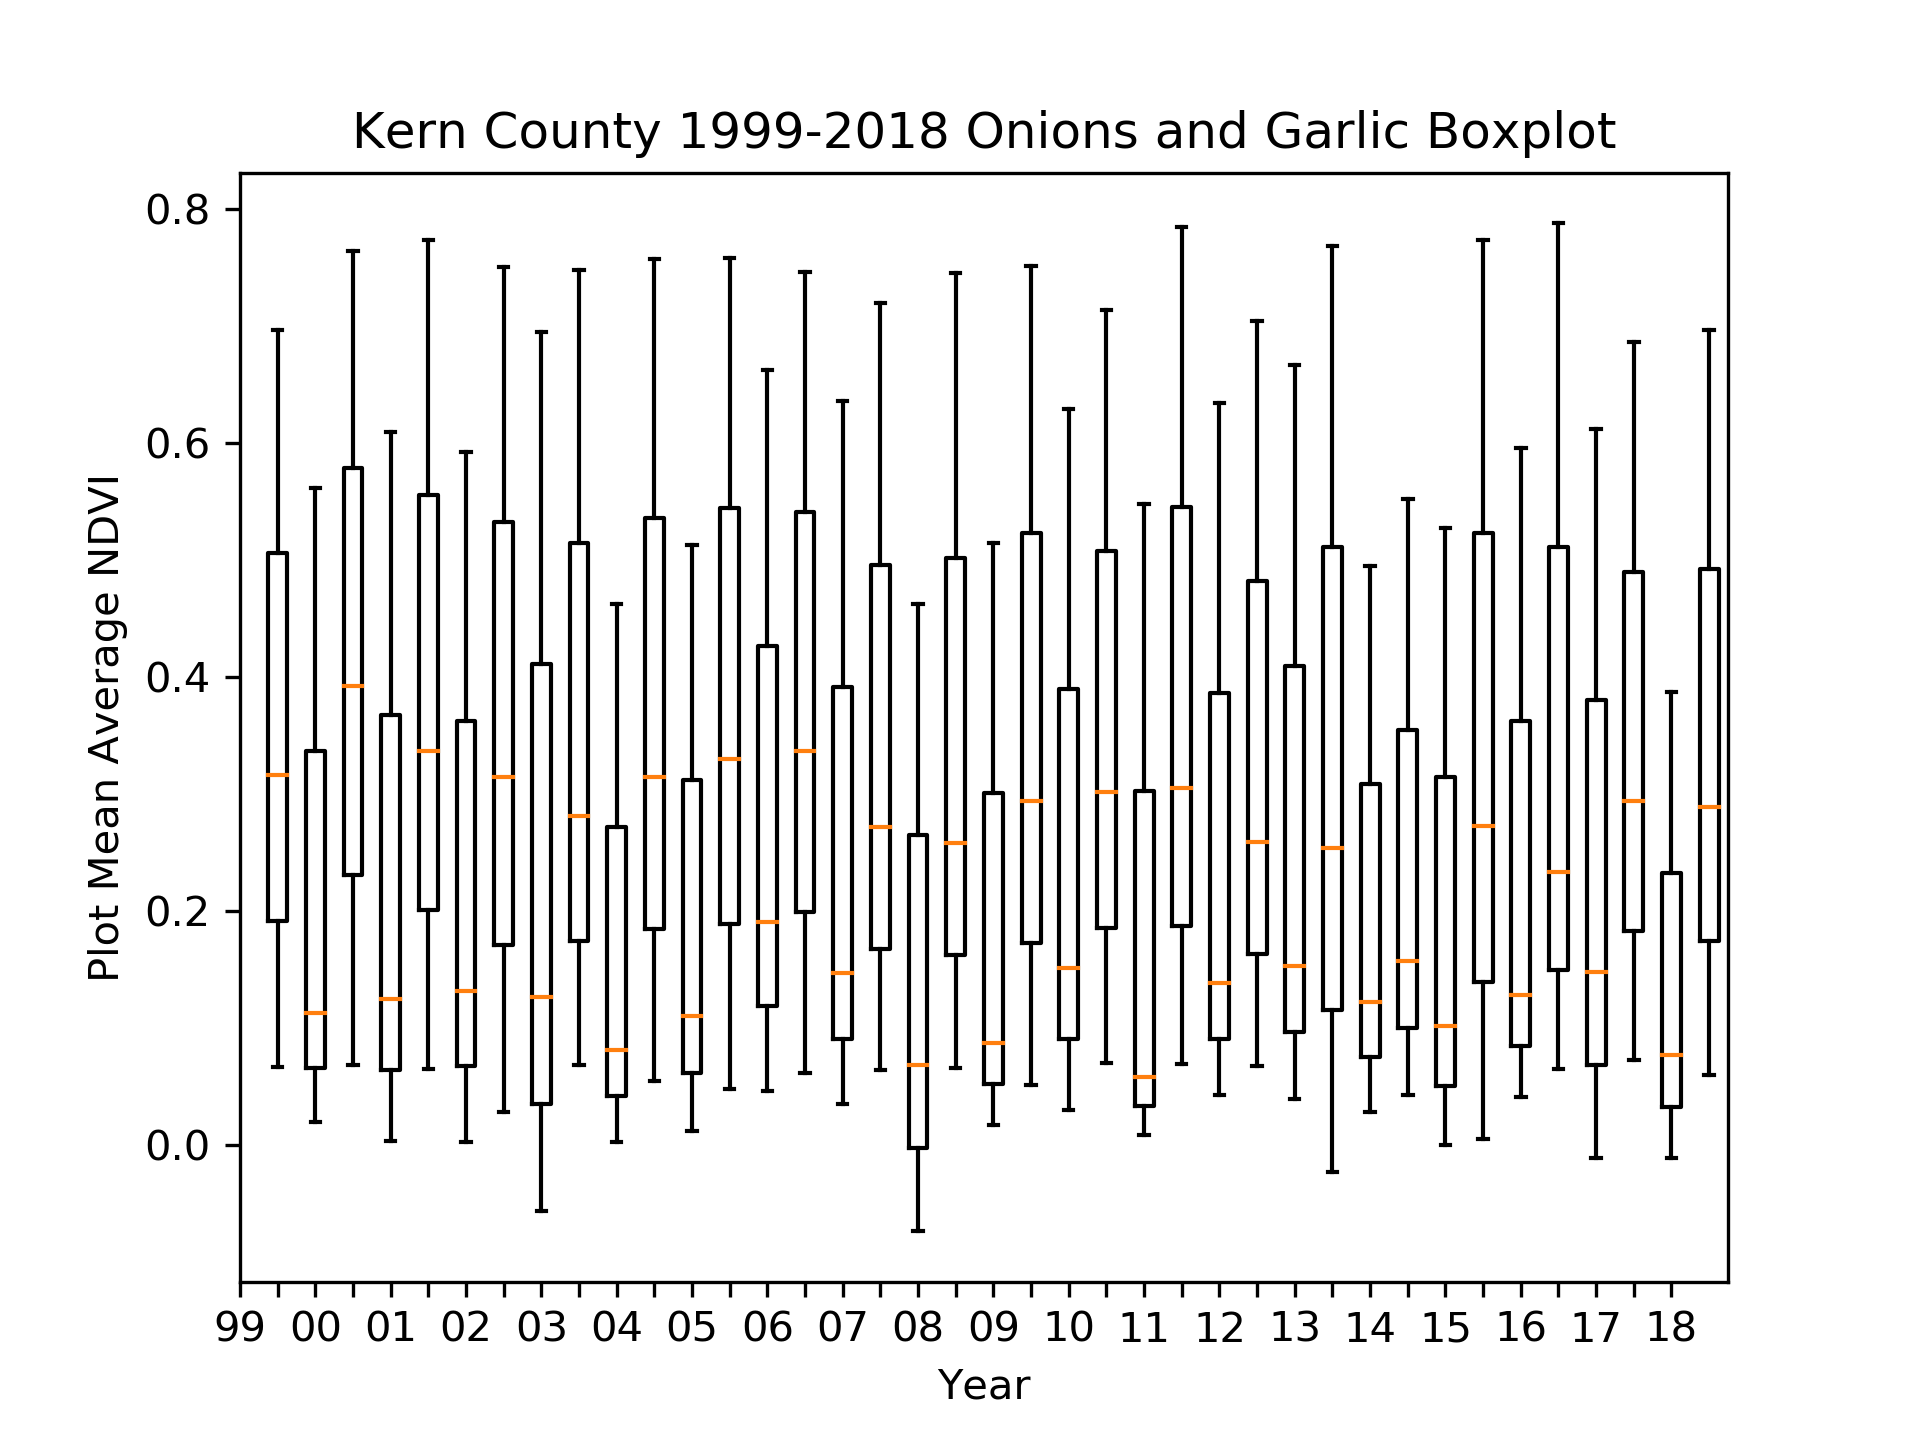 Kern County 1999-2018 Onions and Garlic Boxplot
Plot Mean Average NDVI
0.8
0.6
0.4
0.2
0.0
99 00 01 02 03 04 05 06 07 08 09 10 11 12 13 14 15 16 17 18
Year